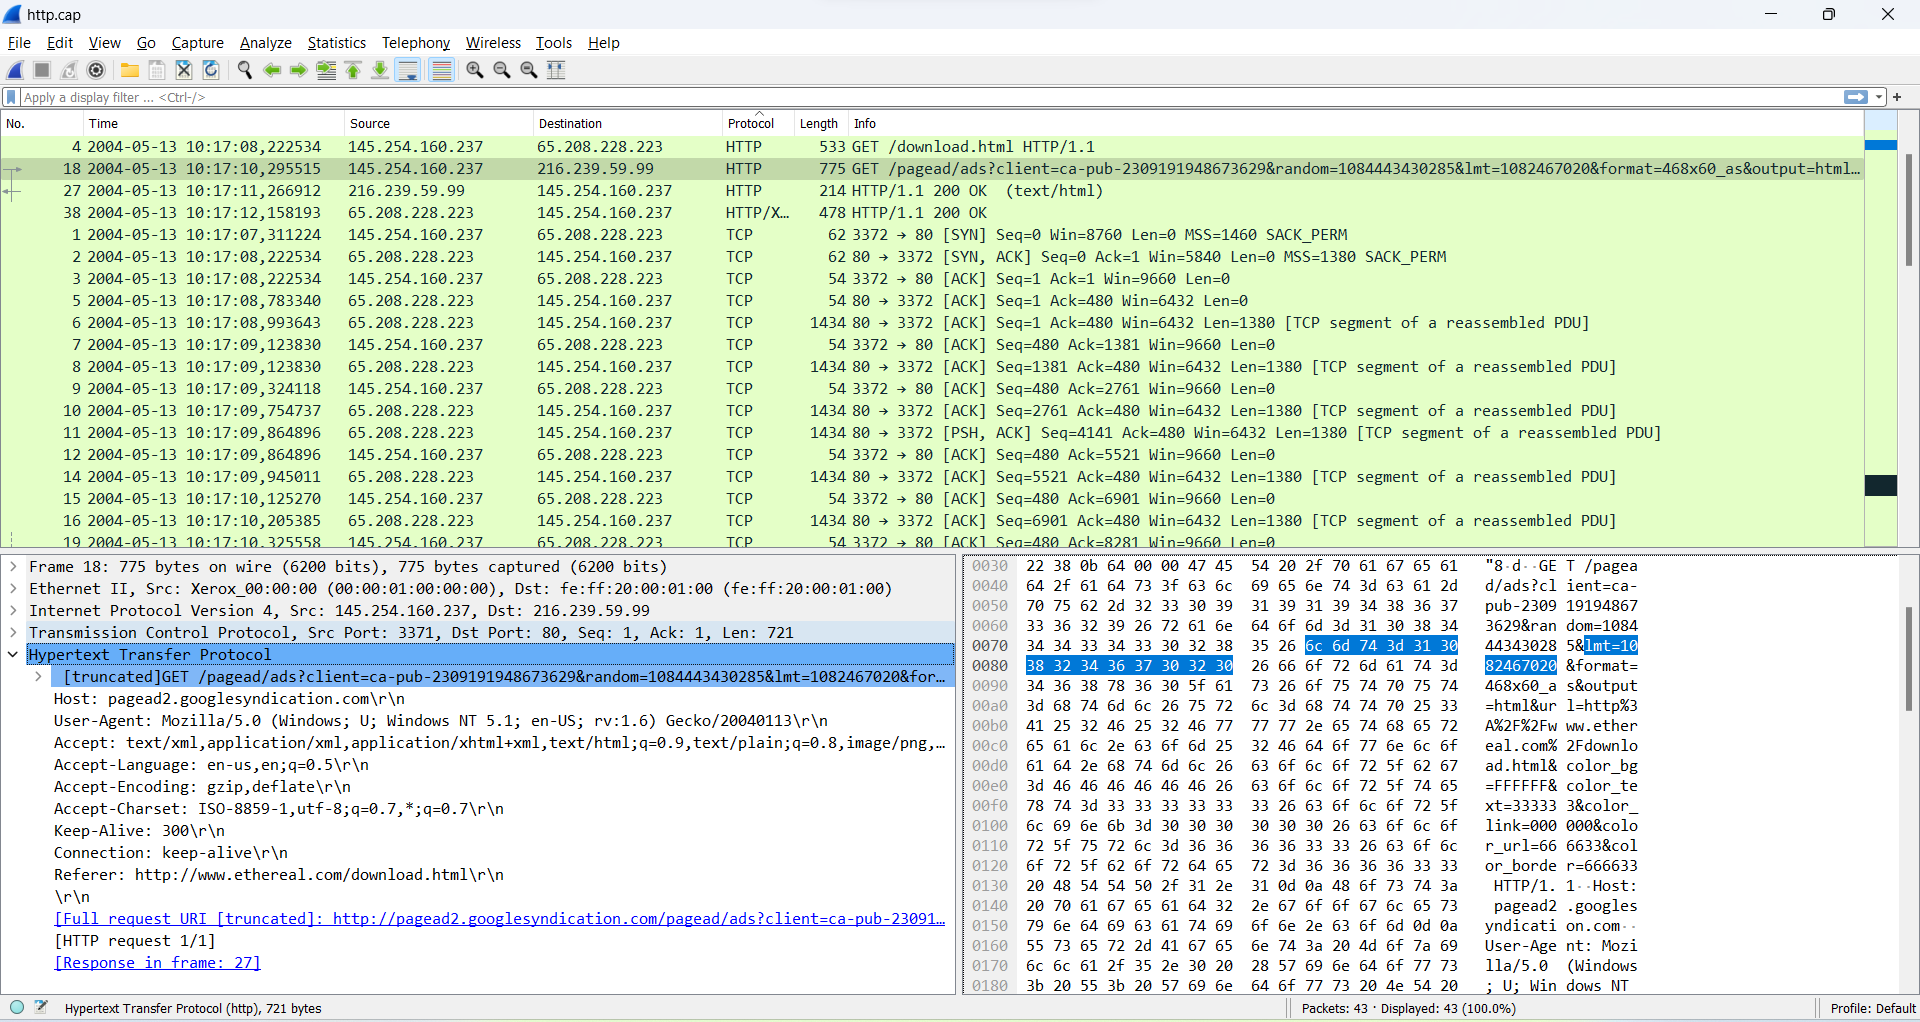 http.cap
File Edit View Go Capture Analyze Statistics Telephony Wireless Tools Help
Apply a display filter ... <Ctrl-/>
No. Time Source Destination Protocol Length Info
4 2004-05-13 10:17:08,222534 145.254.160.237 65.208.228.223 HTTP 533 GET /download.html HTTP/1.1
18 2004-05-13 10:17:10,295515 145.254.160.237 216.239.59.99 HTTP 775 GET /pagead/ads?client=ca-pub-2309191948673629&random=1084443430285&lmt=1082467020&format=468x60_as&output=html…
27 2004-05-13 10:17:11,266912 216.239.59.99 145.254.160.237 HTTP 214 HTTP/1.1 200 OK (text/html)
38 2004-05-13 10:17:12,158193 65.208.228.223 145.254.160.237 HTTP/X… 478 HTTP/1.1 200 OK
1 2004-05-13 10:17:07,311224 145.254.160.237 65.208.228.223 TCP 62 3372 → 80 [SYN] Seq=0 Win=8760 Len=0 MSS=1460 SACK_PERM
2 2004-05-13 10:17:08,222534 65.208.228.223 145.254.160.237 TCP 62 80 → 3372 [SYN, ACK] Seq=0 Ack=1 Win=5840 Len=0 MSS=1380 SACK_PERM
3 2004-05-13 10:17:08,222534 145.254.160.237 65.208.228.223 TCP 54 3372 → 80 [ACK] Seq=1 Ack=1 Win=9660 Len=0
5 2004-05-13 10:17:08,783340 65.208.228.223 145.254.160.237 TCP 54 80 → 3372 [ACK] Seq=1 Ack=480 Win=6432 Len=0
6 2004-05-13 10:17:08,993643 65.208.228.223 145.254.160.237 TCP 1434 80 → 3372 [ACK] Seq=1 Ack=480 Win=6432 Len=1380 [TCP segment of a reassembled PDU]
7 2004-05-13 10:17:09,123830 145.254.160.237 65.208.228.223 TCP 54 3372 → 80 [ACK] Seq=480 Ack=1381 Win=9660 Len=0
8 2004-05-13 10:17:09,123830 65.208.228.223 145.254.160.237 TCP 1434 80 → 3372 [ACK] Seq=1381 Ack=480 Win=6432 Len=1380 [TCP segment of a reassembled PDU]
9 2004-05-13 10:17:09,324118 145.254.160.237 65.208.228.223 TCP 54 3372 → 80 [ACK] Seq=480 Ack=2761 Win=9660 Len=0
10 2004-05-13 10:17:09,754737 65.208.228.223 145.254.160.237 TCP 1434 80 → 3372 [ACK] Seq=2761 Ack=480 Win=6432 Len=1380 [TCP segment of a reassembled PDU]
11 2004-05-13 10:17:09,864896 65.208.228.223 145.254.160.237 TCP 1434 80 → 3372 [PSH, ACK] Seq=4141 Ack=480 Win=6432 Len=1380 [TCP segment of a reassembled PDU]
12 2004-05-13 10:17:09,864896 145.254.160.237 65.208.228.223 TCP 54 3372 → 80 [ACK] Seq=480 Ack=5521 Win=9660 Len=0
14 2004-05-13 10:17:09,945011 65.208.228.223 145.254.160.237 TCP 1434 80 → 3372 [ACK] Seq=5521 Ack=480 Win=6432 Len=1380 [TCP segment of a reassembled PDU]
15 2004-05-13 10:17:10,125270 145.254.160.237 65.208.228.223 TCP 54 3372 → 80 [ACK] Seq=480 Ack=6901 Win=9660 Len=0
16 2004-05-13 10:17:10,205385 65.208.228.223 145.254.160.237 TCP 1434 80 → 3372 [ACK] Seq=6901 Ack=480 Win=6432 Len=1380 [TCP segment of a reassembled PDU]
19 2004-05-13 10:17:10,325558 145.254.160.237 65.208.228.223 TCP 54 3372 → 80 [ACK] Seq=480 Ack=8281 Win=9660 Len=0
Frame 18: 775 bytes on wire (6200 bits), 775 bytes captured (6200 bits)
Ethernet II, Src: Xerox_00:00:00 (00:00:01:00:00:00), Dst: fe:ff:20:00:01:00 (fe:ff:20:00:01:00)
Internet Protocol Version 4, Src: 145.254.160.237, Dst: 216.239.59.99
Transmission Control Protocol, Src Port: 3371, Dst Port: 80, Seq: 1, Ack: 1, Len: 721
Hypertext Transfer Protocol
[truncated]GET /pagead/ads?client=ca-pub-2309191948673629&random=1084443430285&lmt=1082467020&for…
Host: pagead2.googlesyndication.com\r\n
User-Agent: Mozilla/5.0 (Windows; U; Windows NT 5.1; en-US; rv:1.6) Gecko/20040113\r\n
Accept: text/xml,application/xml,application/xhtml+xml,text/html;q=0.9,text/plain;q=0.8,image/png,…
Accept-Language: en-us,en;q=0.5\r\n
Accept-Encoding: gzip,deflate\r\n
Accept-Charset: ISO-8859-1,utf-8;q=0.7,*;q=0.7\r\n
Keep-Alive: 300\r\n
Connection: keep-alive\r\n
Referer: http://www.ethereal.com/download.html\r\n
\r\n
[Full request URI [truncated]: http://pagead2.googlesyndication.com/pagead/ads?client=ca-pub-23091…
[HTTP request 1/1]
[Response in frame: 27]
0030 22 38 0b 64 00 00 47 45 54 20 2f 70 61 67 65 61 "8·d··GE T /pagea
0040 64 2f 61 64 73 3f 63 6c 69 65 6e 74 3d 63 61 2d d/ads?cl ient=ca-
0050 70 75 62 2d 32 33 30 39 31 39 31 39 34 38 36 37 pub-2309 19194867
0060 33 36 32 39 26 72 61 6e 64 6f 6d 3d 31 30 38 34 3629&ran dom=1084
0070 34 34 33 34 33 30 32 38 35 26 6c 6d 74 3d 31 30 44343028 5&lmt=10
0080 38 32 34 36 37 30 32 30 26 66 6f 72 6d 61 74 3d 82467020 &format=
0090 34 36 38 78 36 30 5f 61 73 26 6f 75 74 70 75 74 468x60_a s&output
00a0 3d 68 74 6d 6c 26 75 72 6c 3d 68 74 74 70 25 33 =html&ur l=http%3
00b0 41 25 32 46 25 32 46 77 77 77 2e 65 74 68 65 72 A%2F%2Fw ww.ether
00c0 65 61 6c 2e 63 6f 6d 25 32 46 64 6f 77 6e 6c 6f eal.com% 2Fdownlo
00d0 61 64 2e 68 74 6d 6c 26 63 6f 6c 6f 72 5f 62 67 ad.html& color_bg
00e0 3d 46 46 46 46 46 46 26 63 6f 6c 6f 72 5f 74 65 =FFFFFF& color_te
00f0 78 74 3d 33 33 33 33 33 33 26 63 6f 6c 6f 72 5f xt=33333 3&color_
0100 6c 69 6e 6b 3d 30 30 30 30 30 30 26 63 6f 6c 6f link=000 000&colo
0110 72 5f 75 72 6c 3d 36 36 36 36 33 33 26 63 6f 6c r_url=66 6633&col
0120 6f 72 5f 62 6f 72 64 65 72 3d 36 36 36 36 33 33 or_borde r=666633
0130 20 48 54 54 50 2f 31 2e 31 0d 0a 48 6f 73 74 3a HTTP/1. 1··Host:
0140 20 70 61 67 65 61 64 32 2e 67 6f 6f 67 6c 65 73 pagead2 .googles
0150 79 6e 64 69 63 61 74 69 6f 6e 2e 63 6f 6d 0d 0a yndicati on.com··
0160 55 73 65 72 2d 41 67 65 6e 74 3a 20 4d 6f 7a 69 User-Age nt: Mozi
0170 6c 6c 61 2f 35 2e 30 20 28 57 69 6e 64 6f 77 73 lla/5.0 (Windows
0180 3b 20 55 3b 20 57 69 6e 64 6f 77 73 20 4e 54 20 ; U; Win dows NT
Hypertext Transfer Protocol (http), 721 bytes Packets: 43 · Displayed: 43 (100.0%) Profile: Default